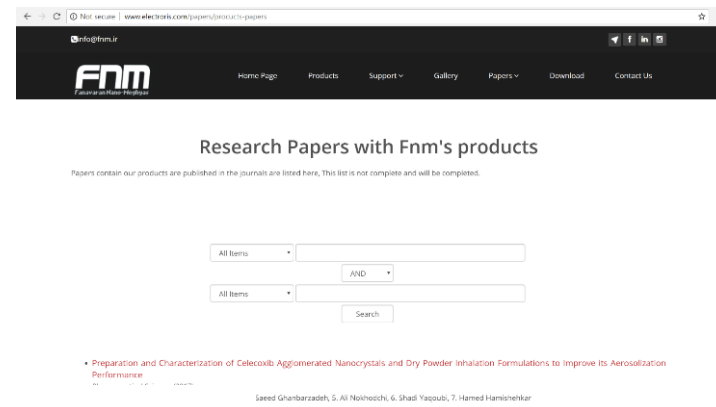 Not secure | www.electroris.com/papers/products-papers
info@fnm.ir
FNM
Fanavaran Nano-Meghyas
Home Page Products Support Gallery Papers Download Contact Us
Research Papers with Fnm's products
Papers contain our products are published in the journals are listed here, This list is not complete and will be completed.
All Items
AND
All Items
Search
Preparation and Characterization of Celecoxib Agglomerated Nanocrystals and Dry Powder Inhalation Formulations to Improve its Aerosolization
Performance
Saeed Ghanbarzadeh, 5. Ali Nokhodchi, 6. Shadi Yaqoubi, 7. Hamed Hamishehkar